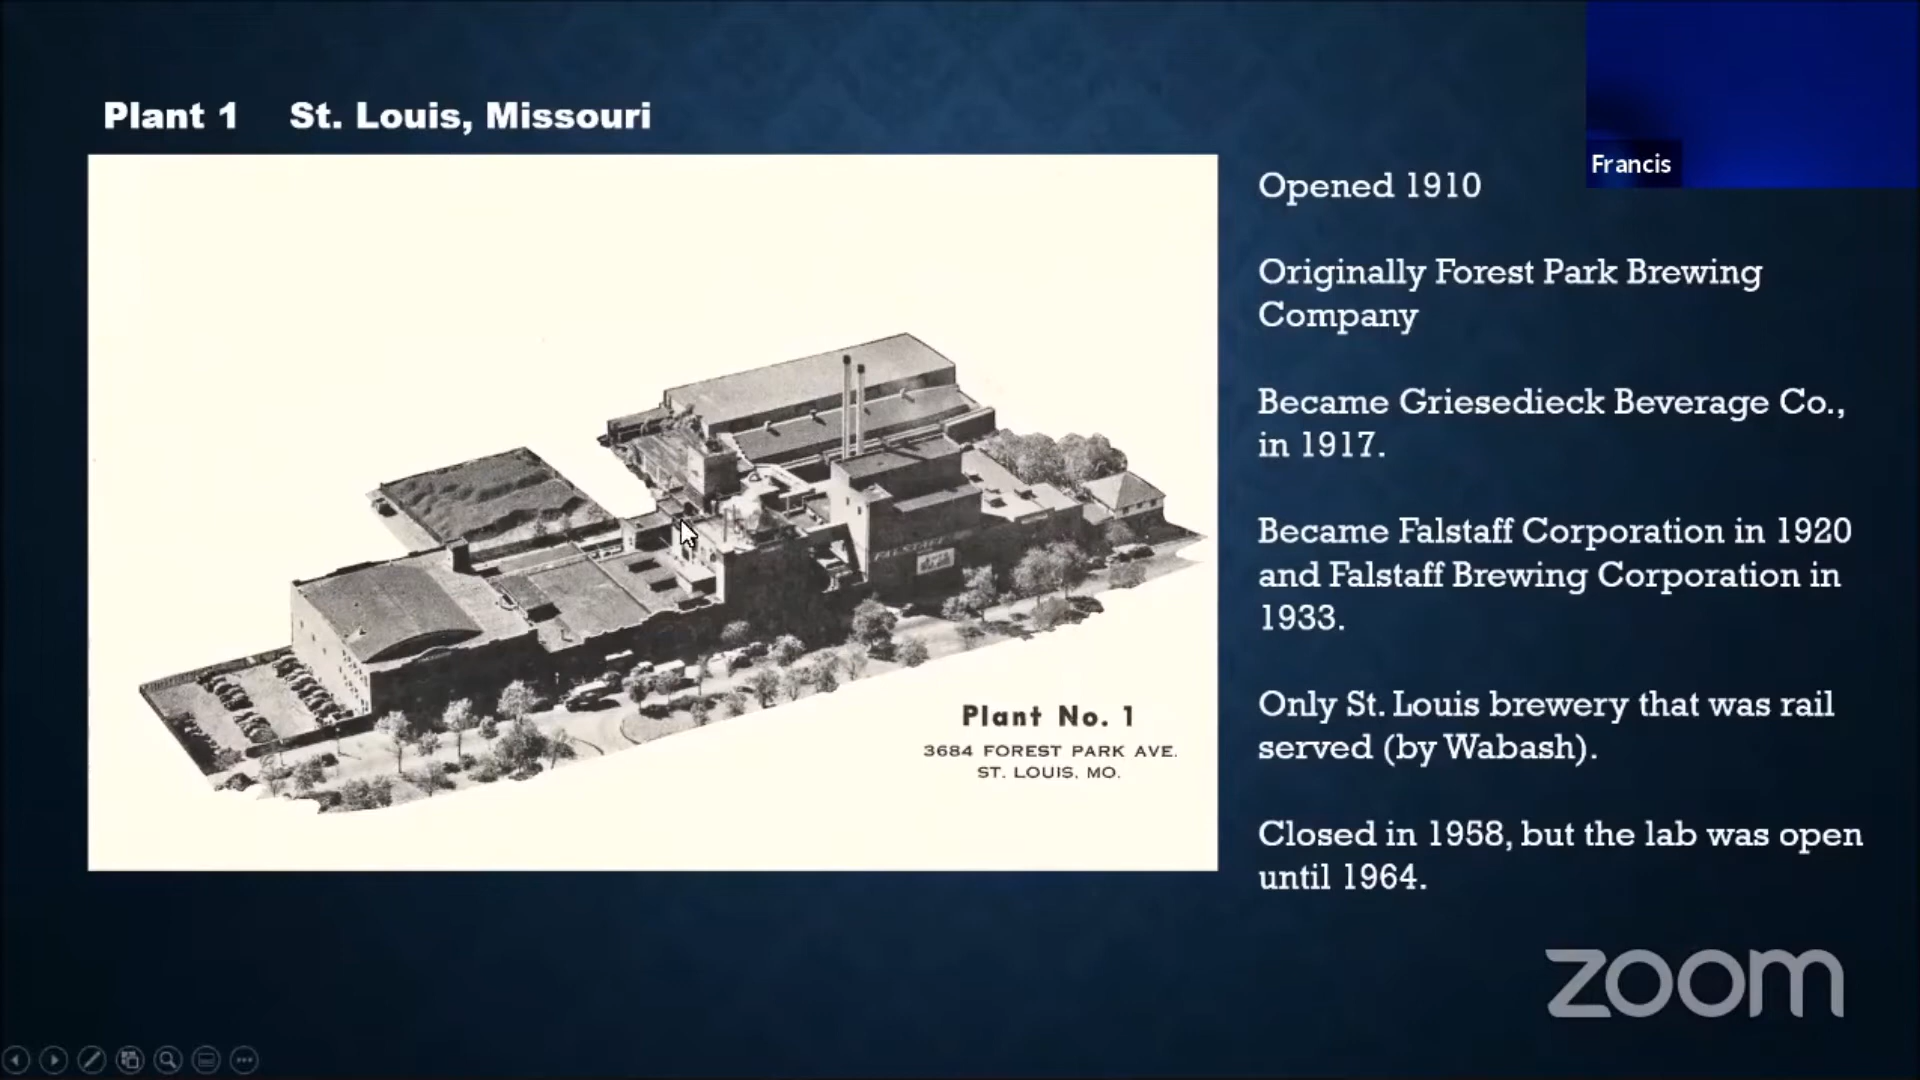 Plant 1 St. Louis, Missouri
Francis
Opened 1910
Originally Forest Park Brewing
Company
Became Griesedieck Beverage Co.,
in 1917.
Became Falstaff Corporation in 1920
and Falstaff Brewing Corporation in
1933.
Only St. Louis brewery that was rail
served (by Wabash).
Closed in 1958, but the lab was open
until 1964.
FALSTAFF
Plant No. 1
3684 FOREST PARK AVE.
ST. LOUIS, MO.
zoom